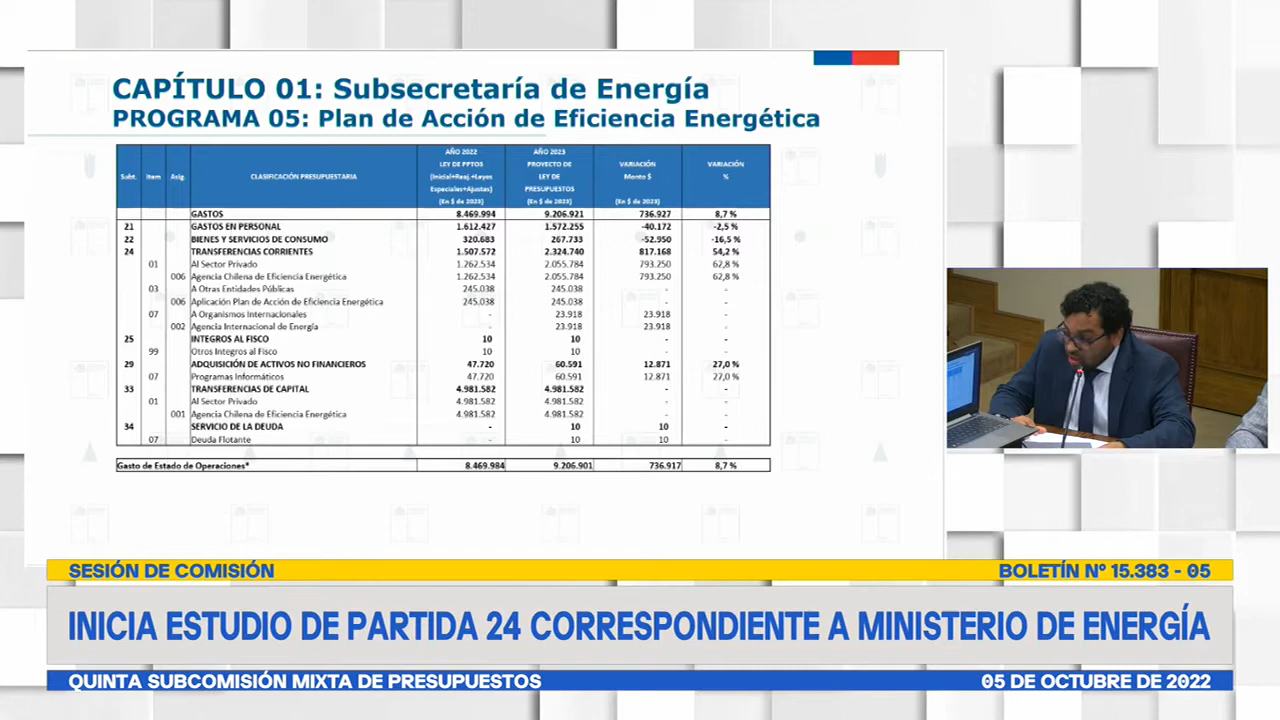 CAPÍTULO 01: Subsecretaría de Energía
PROGRAMA 05: Plan de Acción de Eficiencia Energética
Subt. Item Asig. CLASIFICACIÓN PRESUPUESTARIA AÑO 2022 LEY DE PPTOS (Inicial+Reaj.+Leyes Especiales+Ajustes) (En $ de 2023) AÑO 2023 PROYECTO DE LEY DE PRESUPUESTOS (En $ de 2023) VARIACIÓN Monto $ (En $ de 2023) VARIACIÓN %
GASTOS 8.469.994 9.206.921 736.927 8,7 %
21 GASTOS EN PERSONAL 1.612.427 1.572.255 -40.172 -2,5 %
22 BIENES Y SERVICIOS DE CONSUMO 320.683 267.733 -52.950 -16,5 %
24 TRANSFERENCIAS CORRIENTES 1.507.572 2.324.740 817.168 54,2 %
01 Al Sector Privado 1.262.534 2.055.784 793.250 62,8 %
006 Agencia Chilena de Eficiencia Energética 1.262.534 2.055.784 793.250 62,8 %
03 A Otras Entidades Públicas 245.038 245.038 - -
006 Aplicación Plan de Acción de Eficiencia Energética 245.038 245.038 - -
07 A Organismos Internacionales - 23.918 23.918 -
002 Agencia Internacional de Energía - 23.918 23.918 -
25 INTEGROS AL FISCO 10 10 - -
99 Otros Integros al Fisco 10 10 - -
29 ADQUISICIÓN DE ACTIVOS NO FINANCIEROS 47.720 60.591 12.871 27,0 %
07 Programas Informáticos 47.720 60.591 12.871 27,0 %
33 TRANSFERENCIAS DE CAPITAL 4.981.582 4.981.582 - -
01 Al Sector Privado 4.981.582 4.981.582 - -
001 Agencia Chilena de Eficiencia Energética 4.981.582 4.981.582 - -
34 SERVICIO DE LA DEUDA - 10 10 -
07 Deuda Flotante - 10 10 -
Gasto de Estado de Operaciones* 8.469.984 9.206.901 736.917 8,7 %
SESIÓN DE COMISIÓN BOLETÍN N° 15.383 - 05
INICIA ESTUDIO DE PARTIDA 24 CORRESPONDIENTE A MINISTERIO DE ENERGÍA
QUINTA SUBCOMISIÓN MIXTA DE PRESUPUESTOS 05 DE OCTUBRE DE 2022